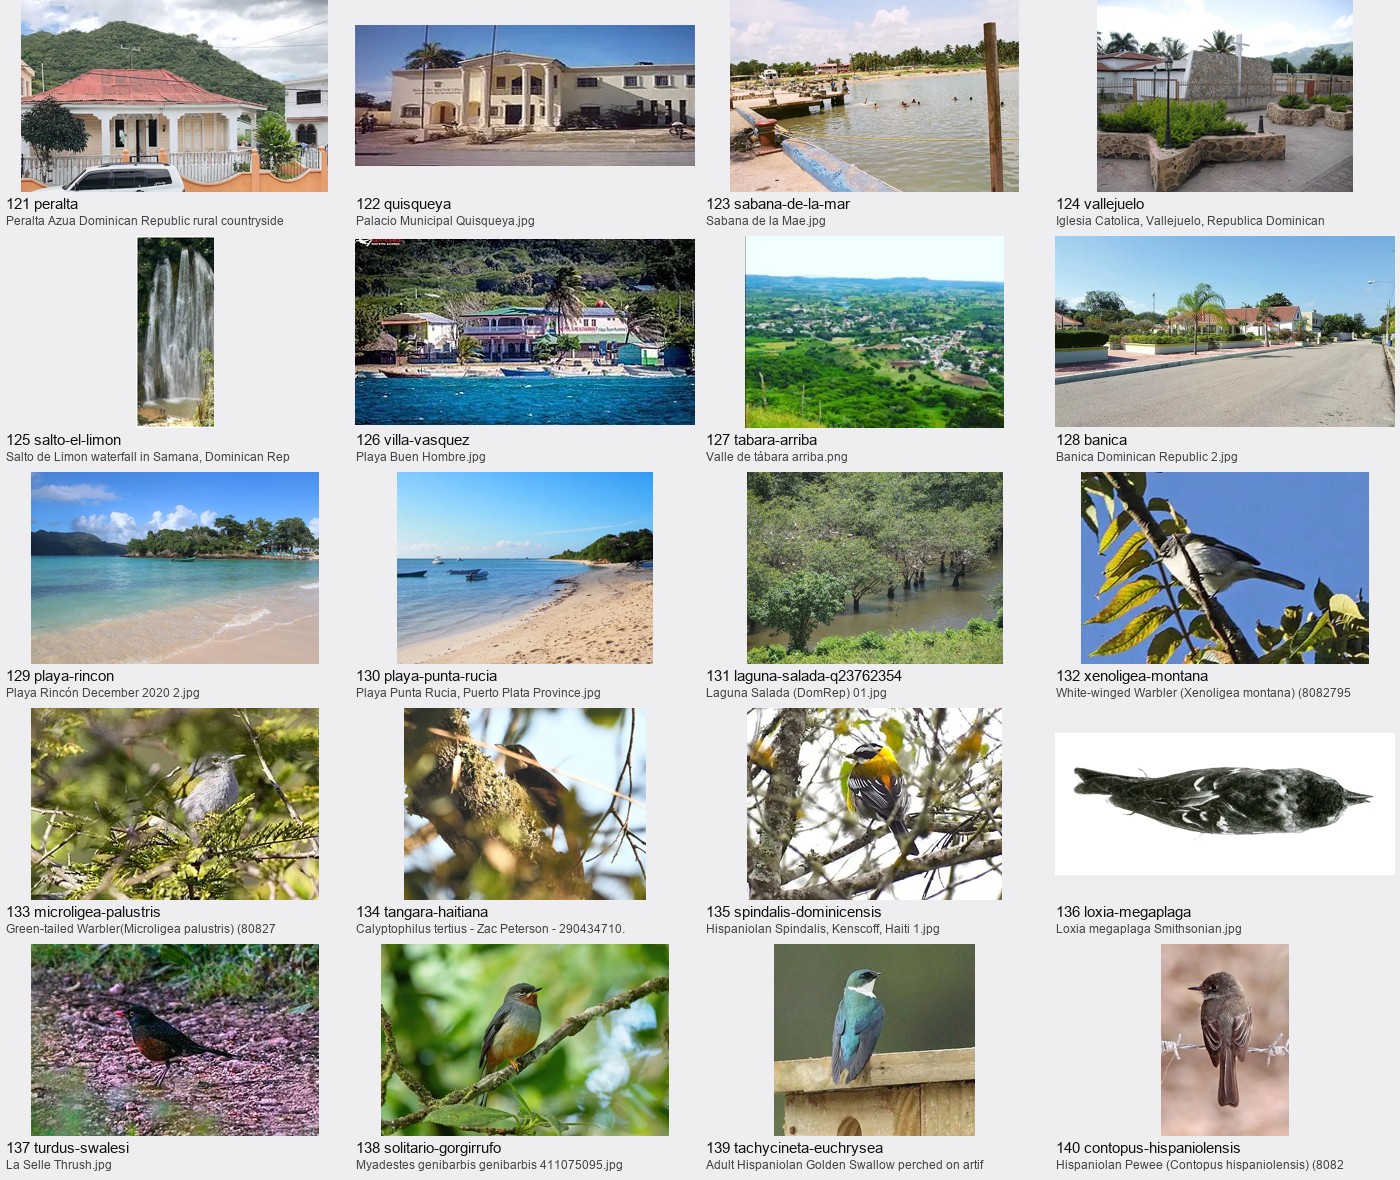 121 peralta
Peralta Azua Dominican Republic rural countryside
122 quisqueya
Palacio Municipal Quisqueya.jpg
123 sabana-de-la-mar
Sabana de la Mae.jpg
124 vallejuelo
Iglesia Catolica, Vallejuelo, Republica Dominican
125 salto-el-limon
Salto de Limon waterfall in Samana, Dominican Rep
126 villa-vasquez
Playa Buen Hombre.jpg
127 tabara-arriba
Valle de tábara arriba.png
128 banica
Banica Dominican Republic 2.jpg
129 playa-rincon
Playa Rincón December 2020 2.jpg
130 playa-punta-rucia
Playa Punta Rucia, Puerto Plata Province.jpg
131 laguna-salada-q23762354
Laguna Salada (DomRep) 01.jpg
132 xenoligea-montana
White-winged Warbler (Xenoligea montana) (8082795
133 microligea-palustris
Green-tailed Warbler(Microligea palustris) (80827
134 tangara-haitiana
Calyptophilus tertius - Zac Peterson - 290434710.
135 spindalis-dominicensis
Hispaniolan Spindalis, Kenscoff, Haiti 1.jpg
136 loxia-megaplaga
Loxia megaplaga Smithsonian.jpg
137 turdus-swalesi
La Selle Thrush.jpg
138 solitario-gorgirrufo
Myadestes genibarbis genibarbis 411075095.jpg
139 tachycineta-euchrysea
Adult Hispaniolan Golden Swallow perched on artif
140 contopus-hispaniolensis
Hispaniolan Pewee (Contopus hispaniolensis) (8082